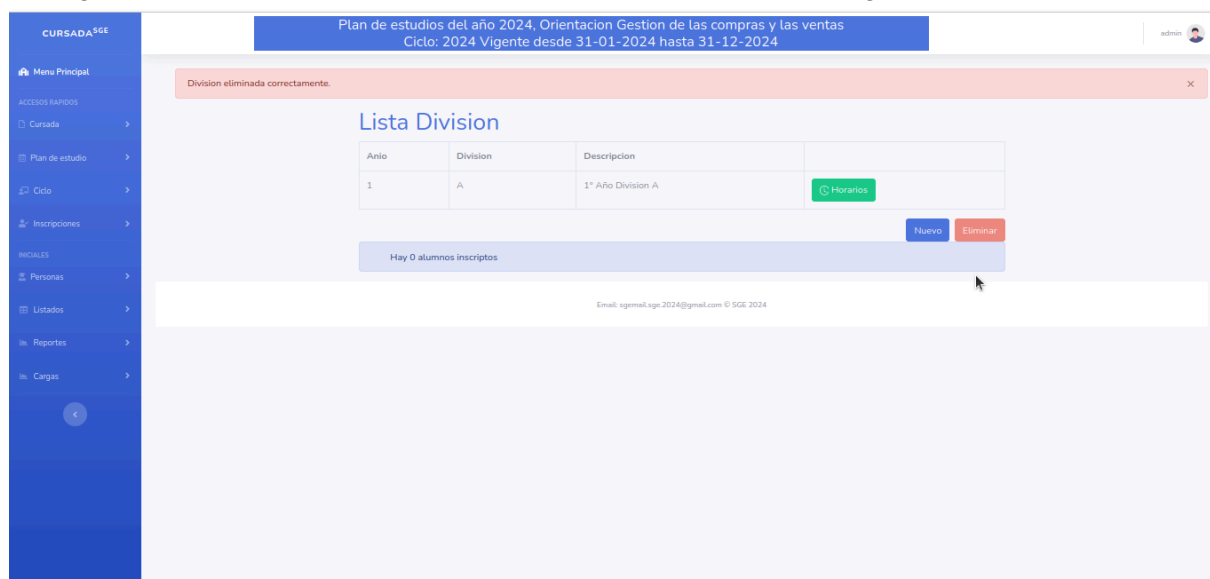 CURSADA SGE
Plan de estudios del año 2024, Orientacion Gestion de las compras y las ventas
Ciclo: 2024 Vigente desde 31-01-2024 hasta 31-12-2024
admin
Menu Principal
ACCESOS RAPIDOS
Cursada
Plan de estudio
Ciclo
Inscripciones
INICIALES
Personas
Listados
Reportes
Cargas
Division eliminada correctamente.
×
Lista Division
Anio Division Descripcion
1 A 1° Año Division A Horarios
Nuevo Eliminar
Hay 0 alumnos inscriptos
Email: sgemail.sge.2024@gmail.com © SGE 2024